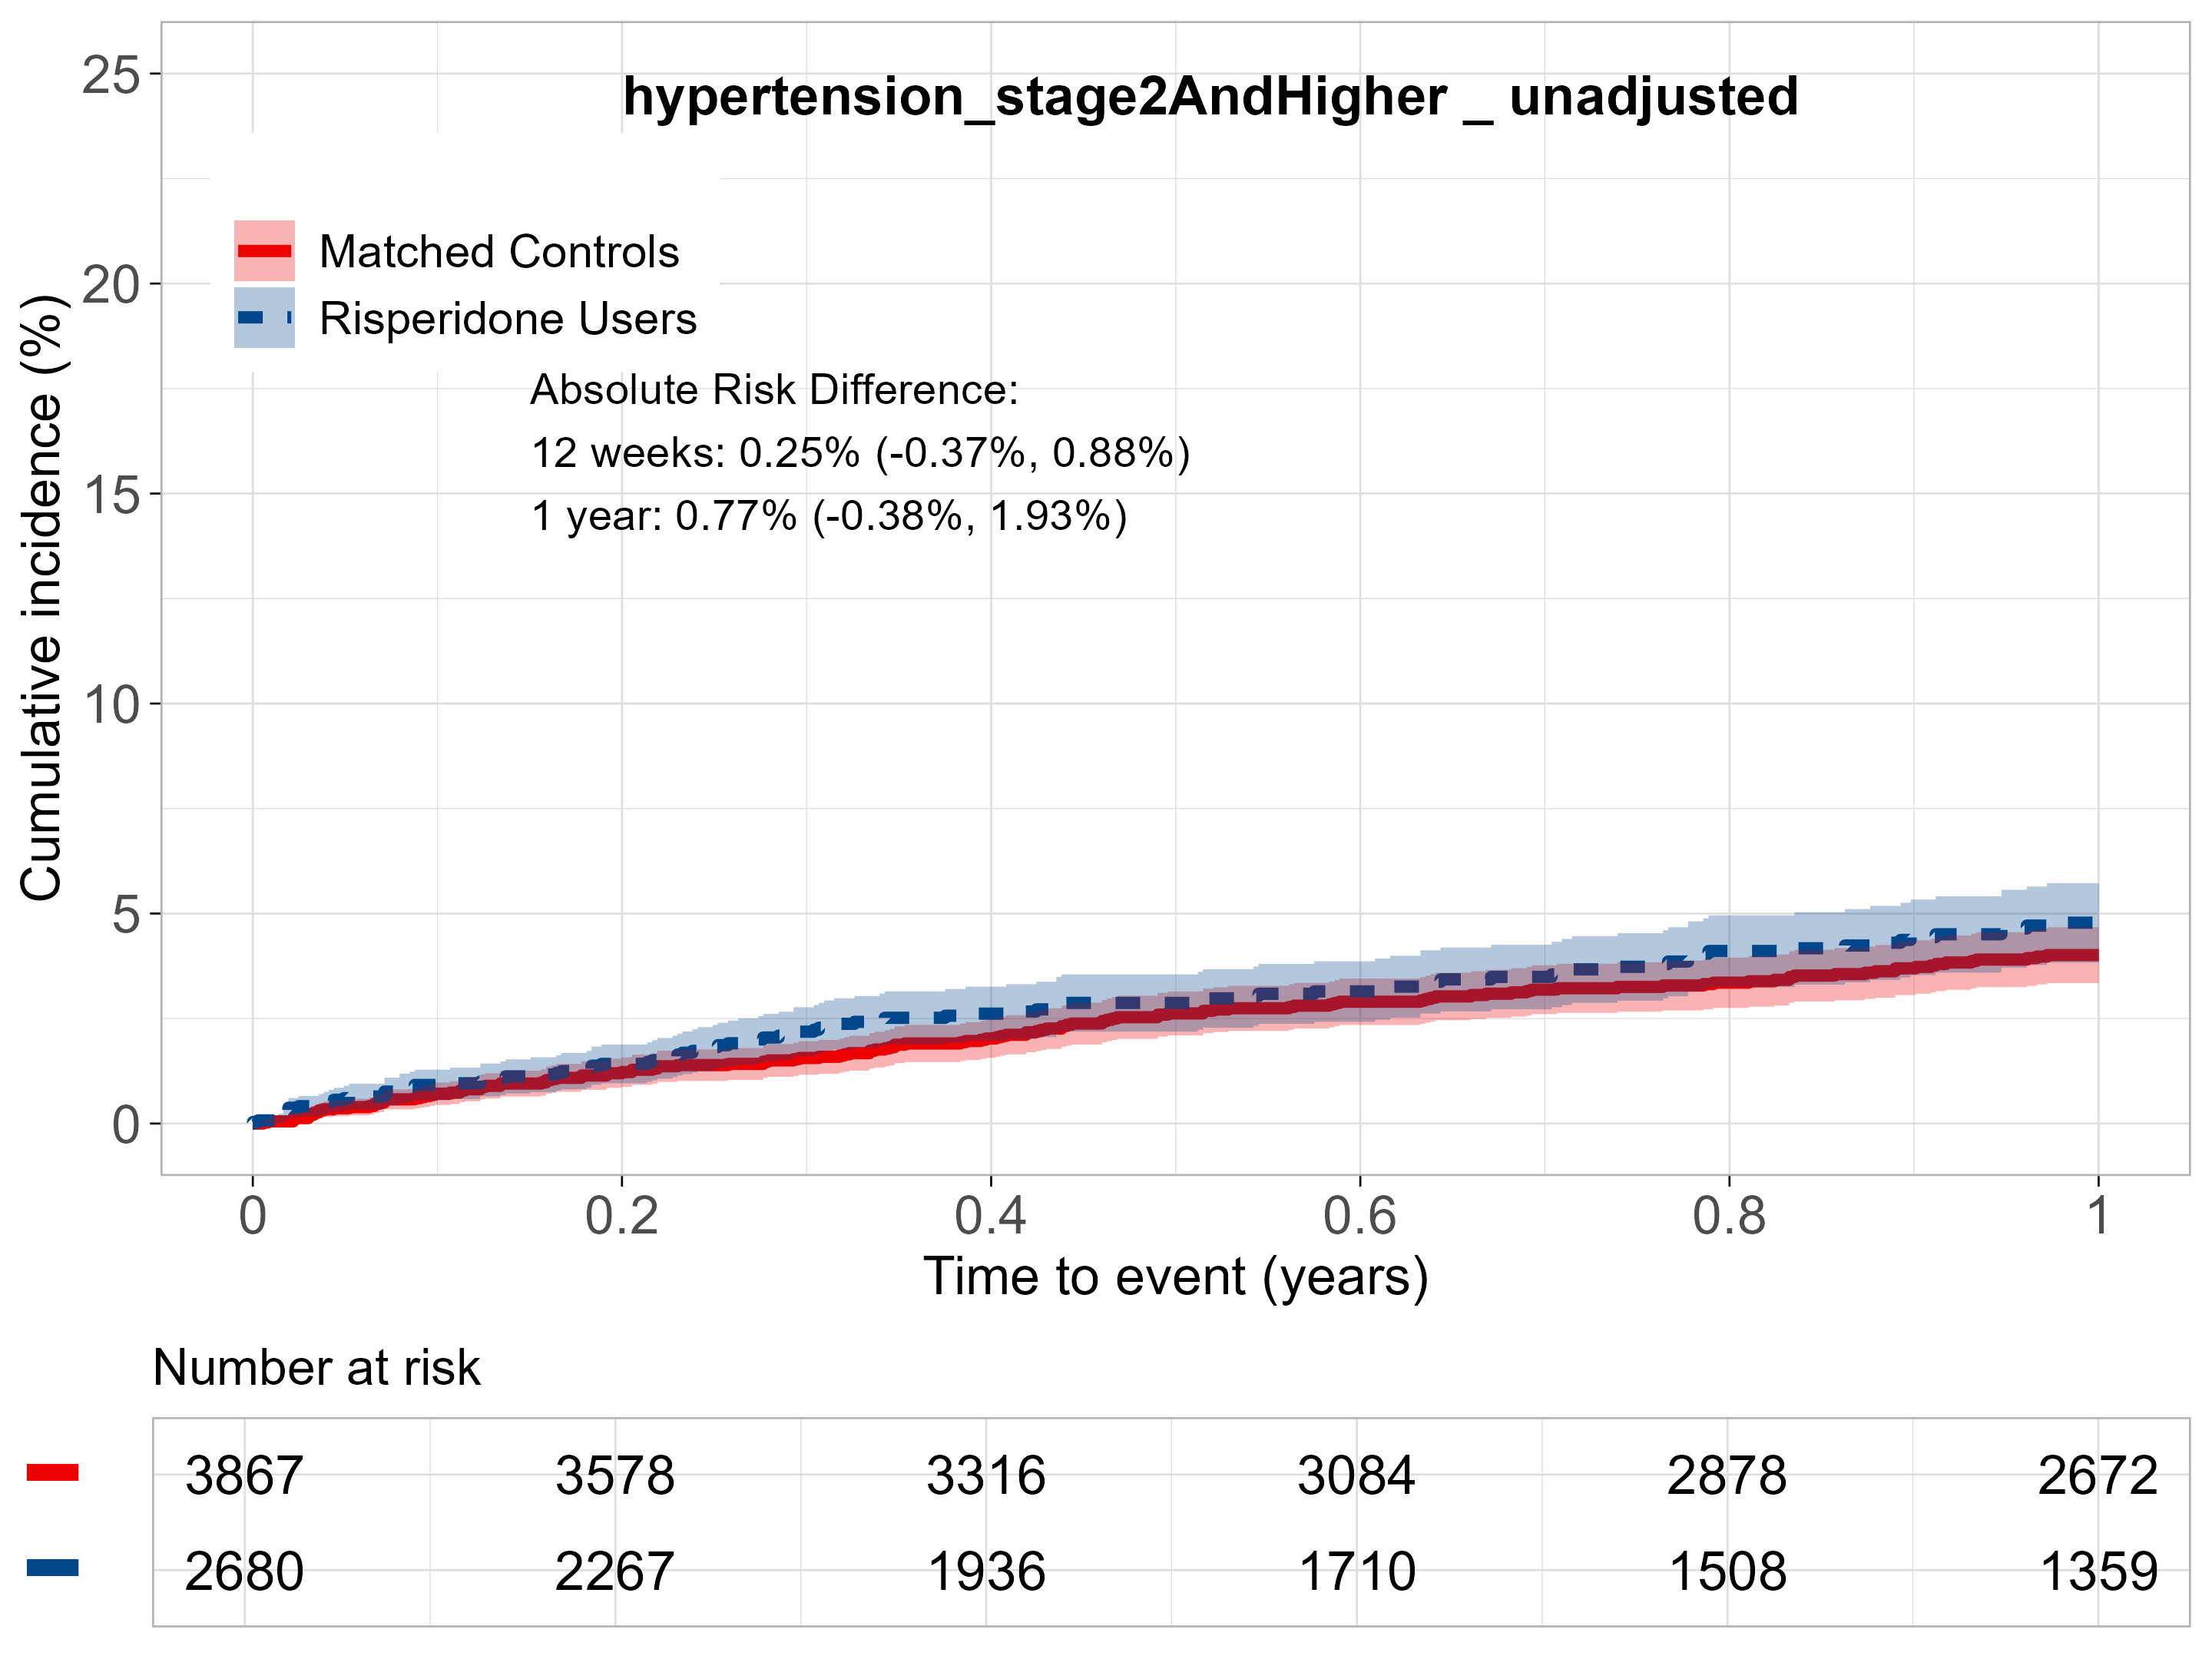 hypertension_stage2AndHigher _ unadjusted
Matched Controls
Risperidone Users
Absolute Risk Difference:
12 weeks: 0.25% (-0.37%, 0.88%)
1 year: 0.77% (-0.38%, 1.93%)
Cumulative incidence (%)
25
20
15
10
5
0
0 0.2 0.4 0.6 0.8 1
Time to event (years)
Number at risk
3867 3578 3316 3084 2878 2672
2680 2267 1936 1710 1508 1359